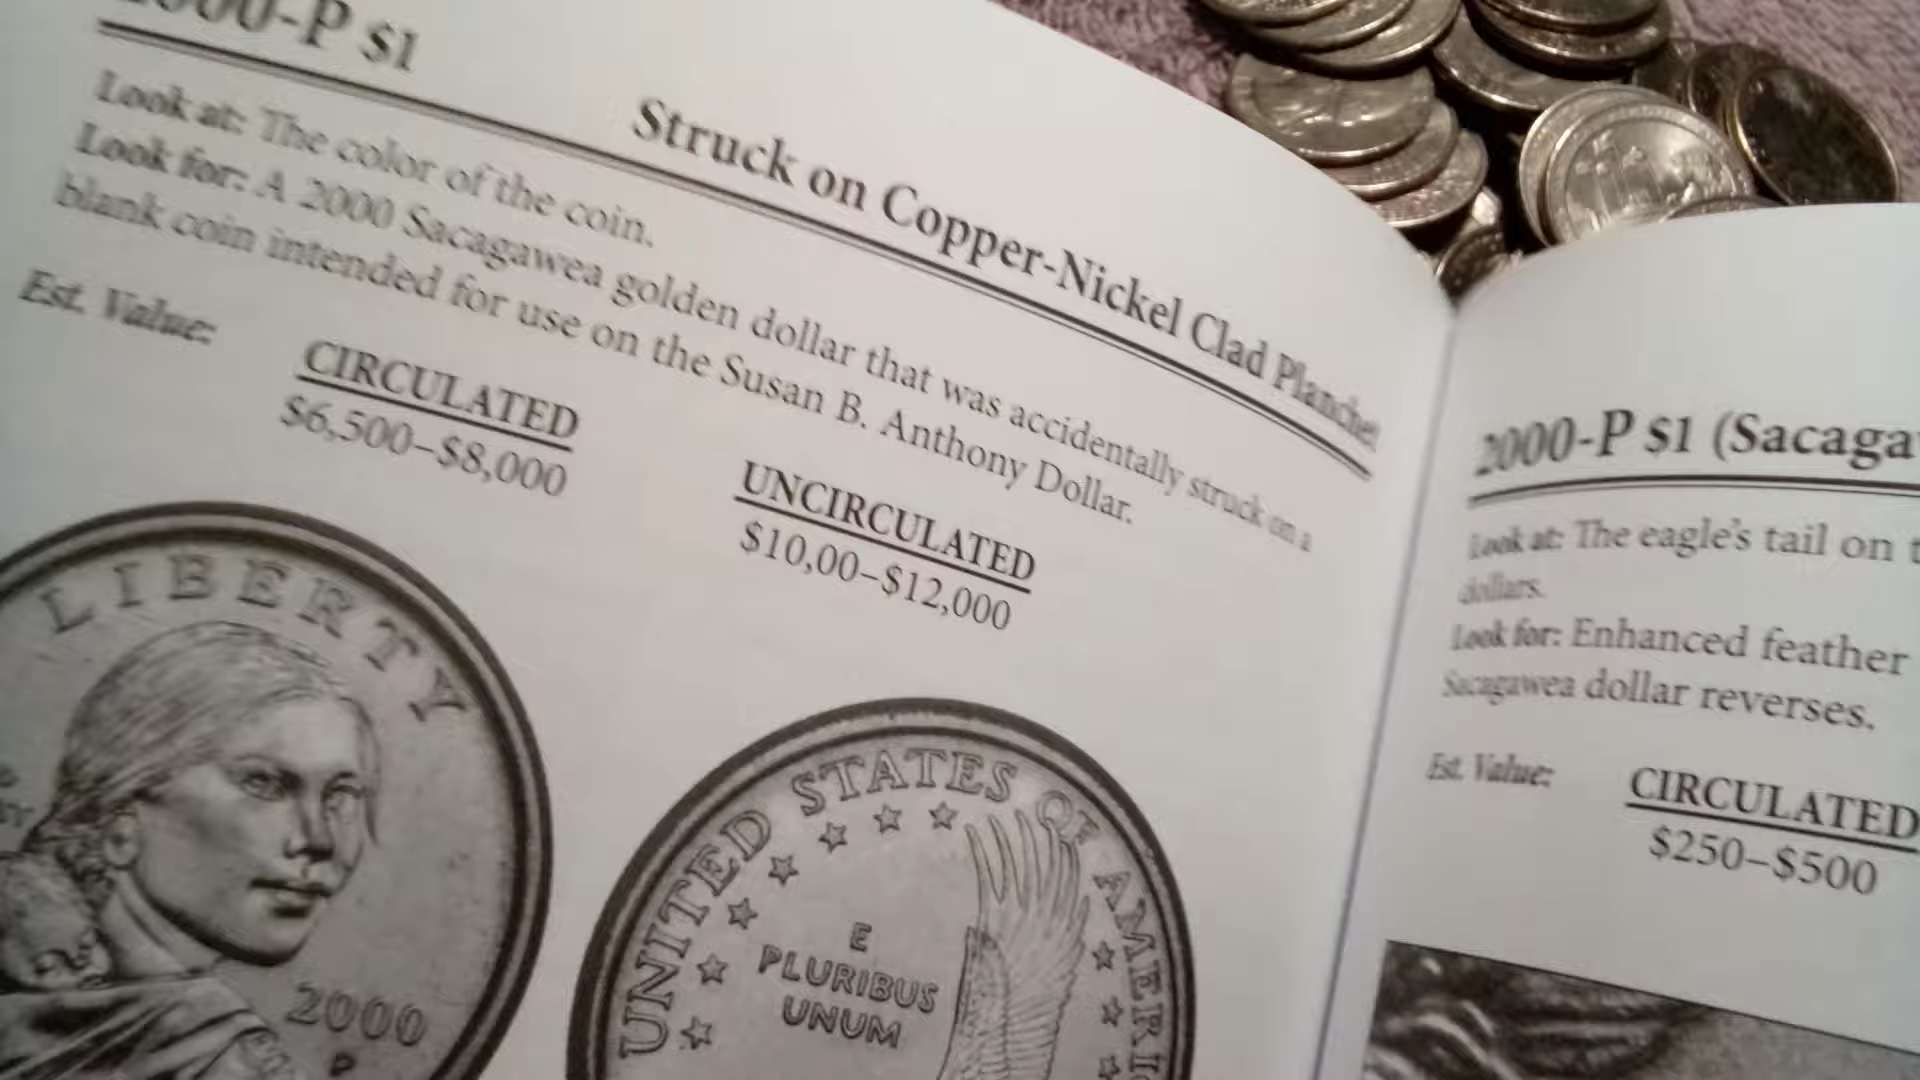 2000-P $1
Struck on Copper-Nickel Clad Planchet
Look at: The color of the coin.
Look for: A 2000 Sacagawea golden dollar that was accidentally struck on a
blank coin intended for use on the Susan B. Anthony Dollar.
Est. Value:
CIRCULATED
$6,500–$8,000
UNCIRCULATED
$10,00–$12,000
LIBERTY
2000
P
UNITED STATES OF AMERIC
E
PLURIBUS
UNUM
2000-P $1 (Sacaga
Look at: The eagle's tail on t
dollars.
Look for: Enhanced feather
Sacagawea dollar reverses.
Est. Value:
CIRCULATED
$250–$500